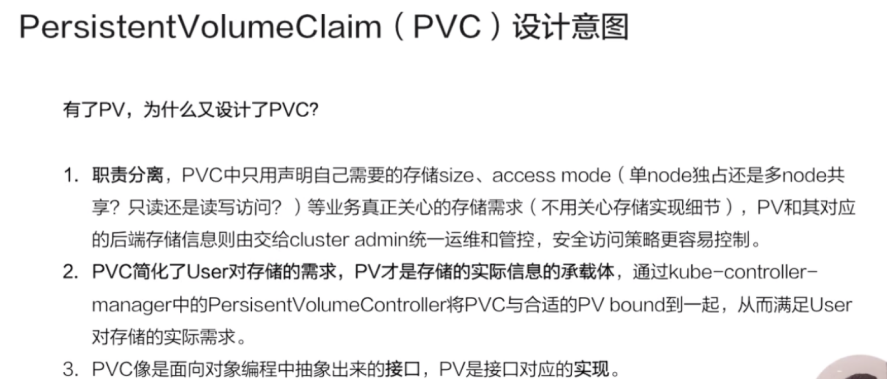 PersistentVolumeClaim（PVC）设计意图
有了PV，为什么又设计了PVC？
1. 职责分离，PVC中只用声明自己需要的存储size、access mode（单node独占还是多node共
享？只读还是读写访问？）等业务真正关心的存储需求（不用关心存储实现细节），PV和其对应
的后端存储信息则由交给cluster admin统一运维和管控，安全访问策略更容易控制。
2. PVC简化了User对存储的需求，PV才是存储的实际信息的承载体，通过kube-controller-
manager中的PersisentVolumeController将PVC与合适的PV bound到一起，从而满足User
对存储的实际需求。
3. PVC像是面向对象编程中抽象出来的接口，PV是接口对应的实现。